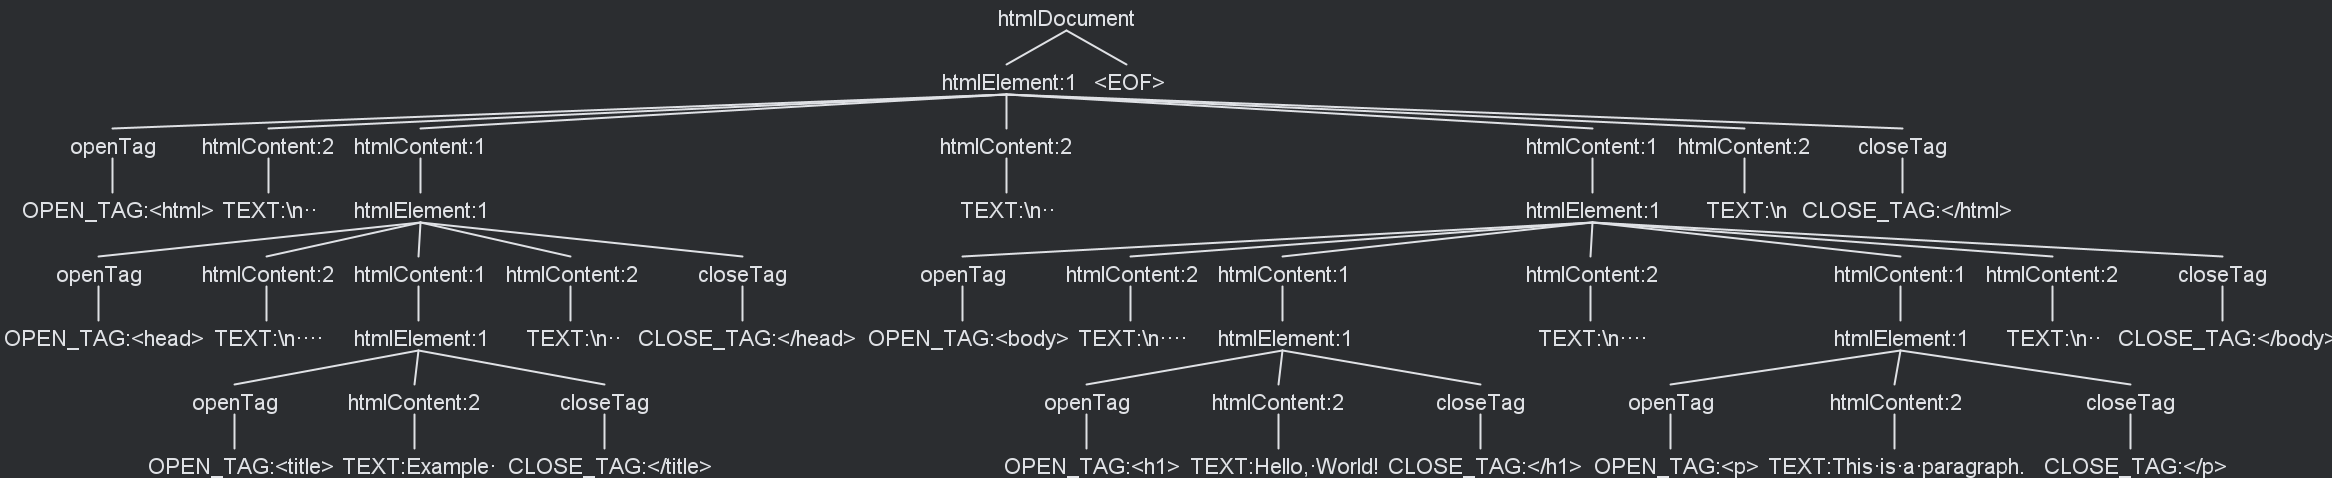 htmlDocument
htmlElement:1 <EOF>
openTag htmlContent:2 htmlContent:1 htmlContent:2 htmlContent:1 htmlContent:2 closeTag
OPEN_TAG:<html> TEXT:\n·· htmlElement:1 TEXT:\n·· htmlElement:1 TEXT:\n CLOSE_TAG:</html>
openTag htmlContent:2 htmlContent:1 htmlContent:2 closeTag openTag htmlContent:2 htmlContent:1 htmlContent:2 htmlContent:1 htmlContent:2 closeTag
OPEN_TAG:<head> TEXT:\n···· htmlElement:1 TEXT:\n·· CLOSE_TAG:</head> OPEN_TAG:<body> TEXT:\n···· htmlElement:1 TEXT:\n···· htmlElement:1 TEXT:\n·· CLOSE_TAG:</body>
openTag htmlContent:2 closeTag openTag htmlContent:2 closeTag openTag htmlContent:2 closeTag
OPEN_TAG:<title> TEXT:Example· CLOSE_TAG:</title> OPEN_TAG:<h1> TEXT:Hello,·World! CLOSE_TAG:</h1> OPEN_TAG:<p> TEXT:This·is·a·paragraph. CLOSE_TAG:</p>